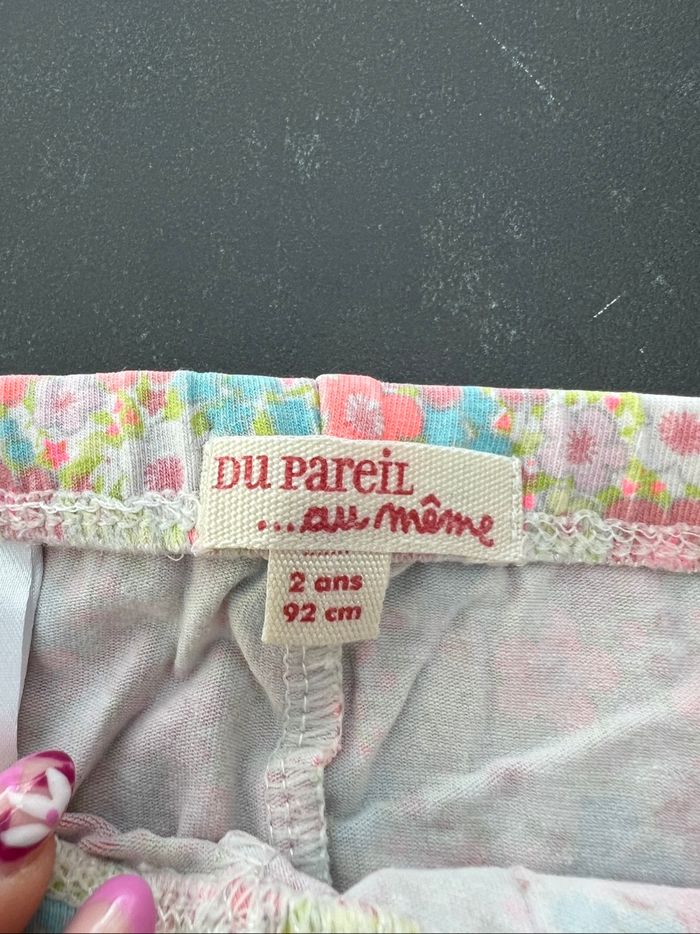 DU PAREIL
...au même
2 ans
92 cm